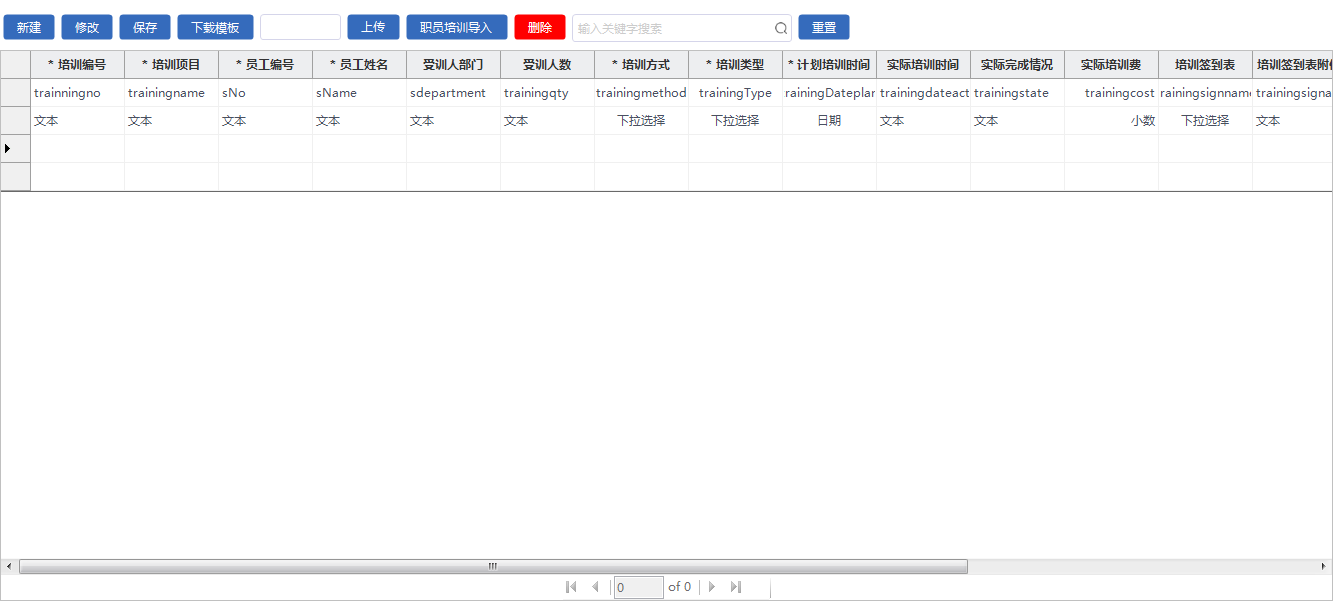 新建 修改 保存 下载模板 上传 职员培训导入 删除 输入关键字搜索 重置
* 培训编号 * 培训项目 * 员工编号 * 员工姓名 受训人部门 受训人数 * 培训方式 * 培训类型 * 计划培训时间 实际培训时间 实际完成情况 实际培训费 培训签到表 培训签到表附
trainningno trainingname sNo sName sdepartment trainingqty trainingmethod trainingType rainingDateplan trainingdateact trainingstate trainingcost rainingsignnam trainingsigna
文本 文本 文本 文本 文本 文本 下拉选择 下拉选择 日期 文本 文本 小数 下拉选择 文本
0 of 0